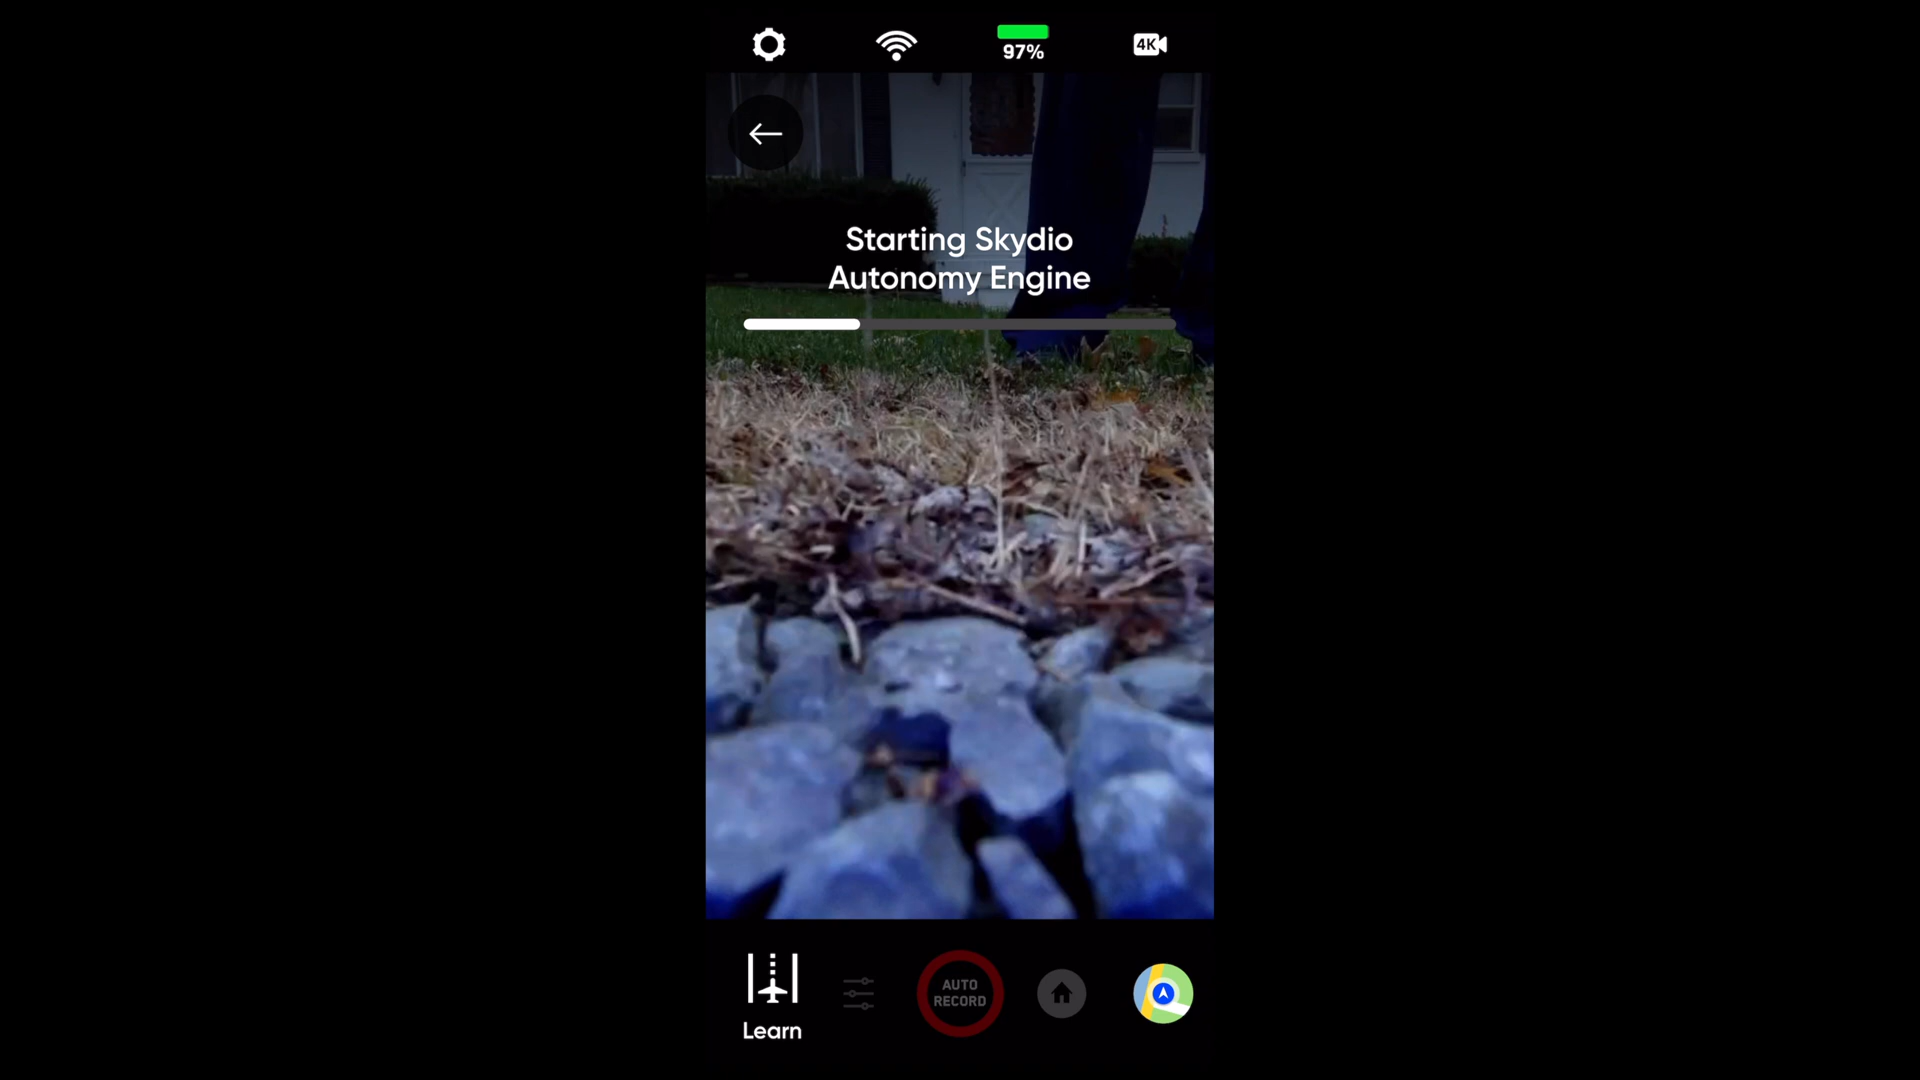 97%
4K
Starting Skydio
Autonomy Engine
AUTO
RECORD
Learn